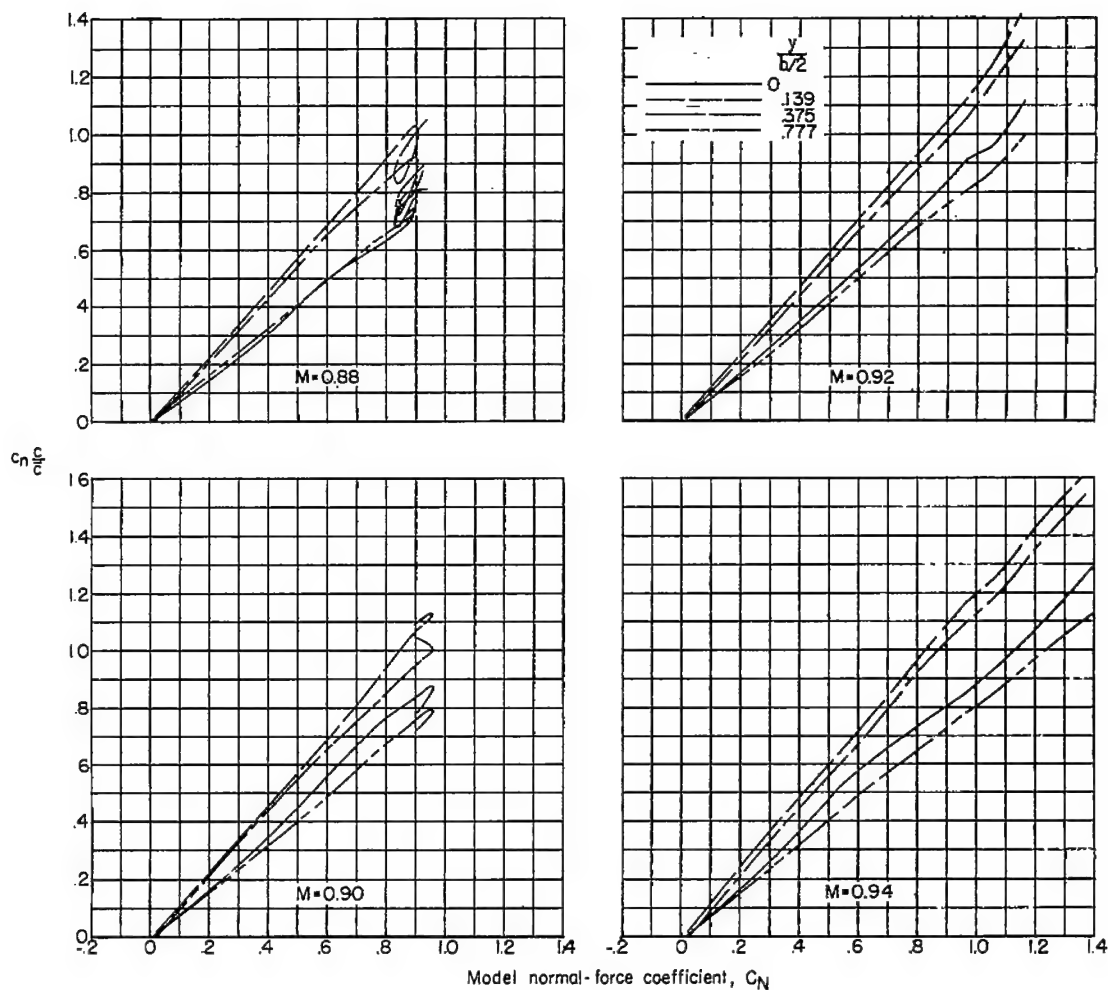 1.4
1.2
1.0
.8
.6
.4
.2
0
M=0.88
y
b/2
0
.139
.375
.777
M=0.92
cn c/c̄
1.6
1.4
1.2
1.0
.8
.6
.4
.2
0
M=0.90
M=0.94
-.2 0 .2 .4 .6 .8 1.0 1.2 1.4
-.2 0 .2 .4 .6 .8 1.0 1.2 1.4
Model normal-force coefficient, CN